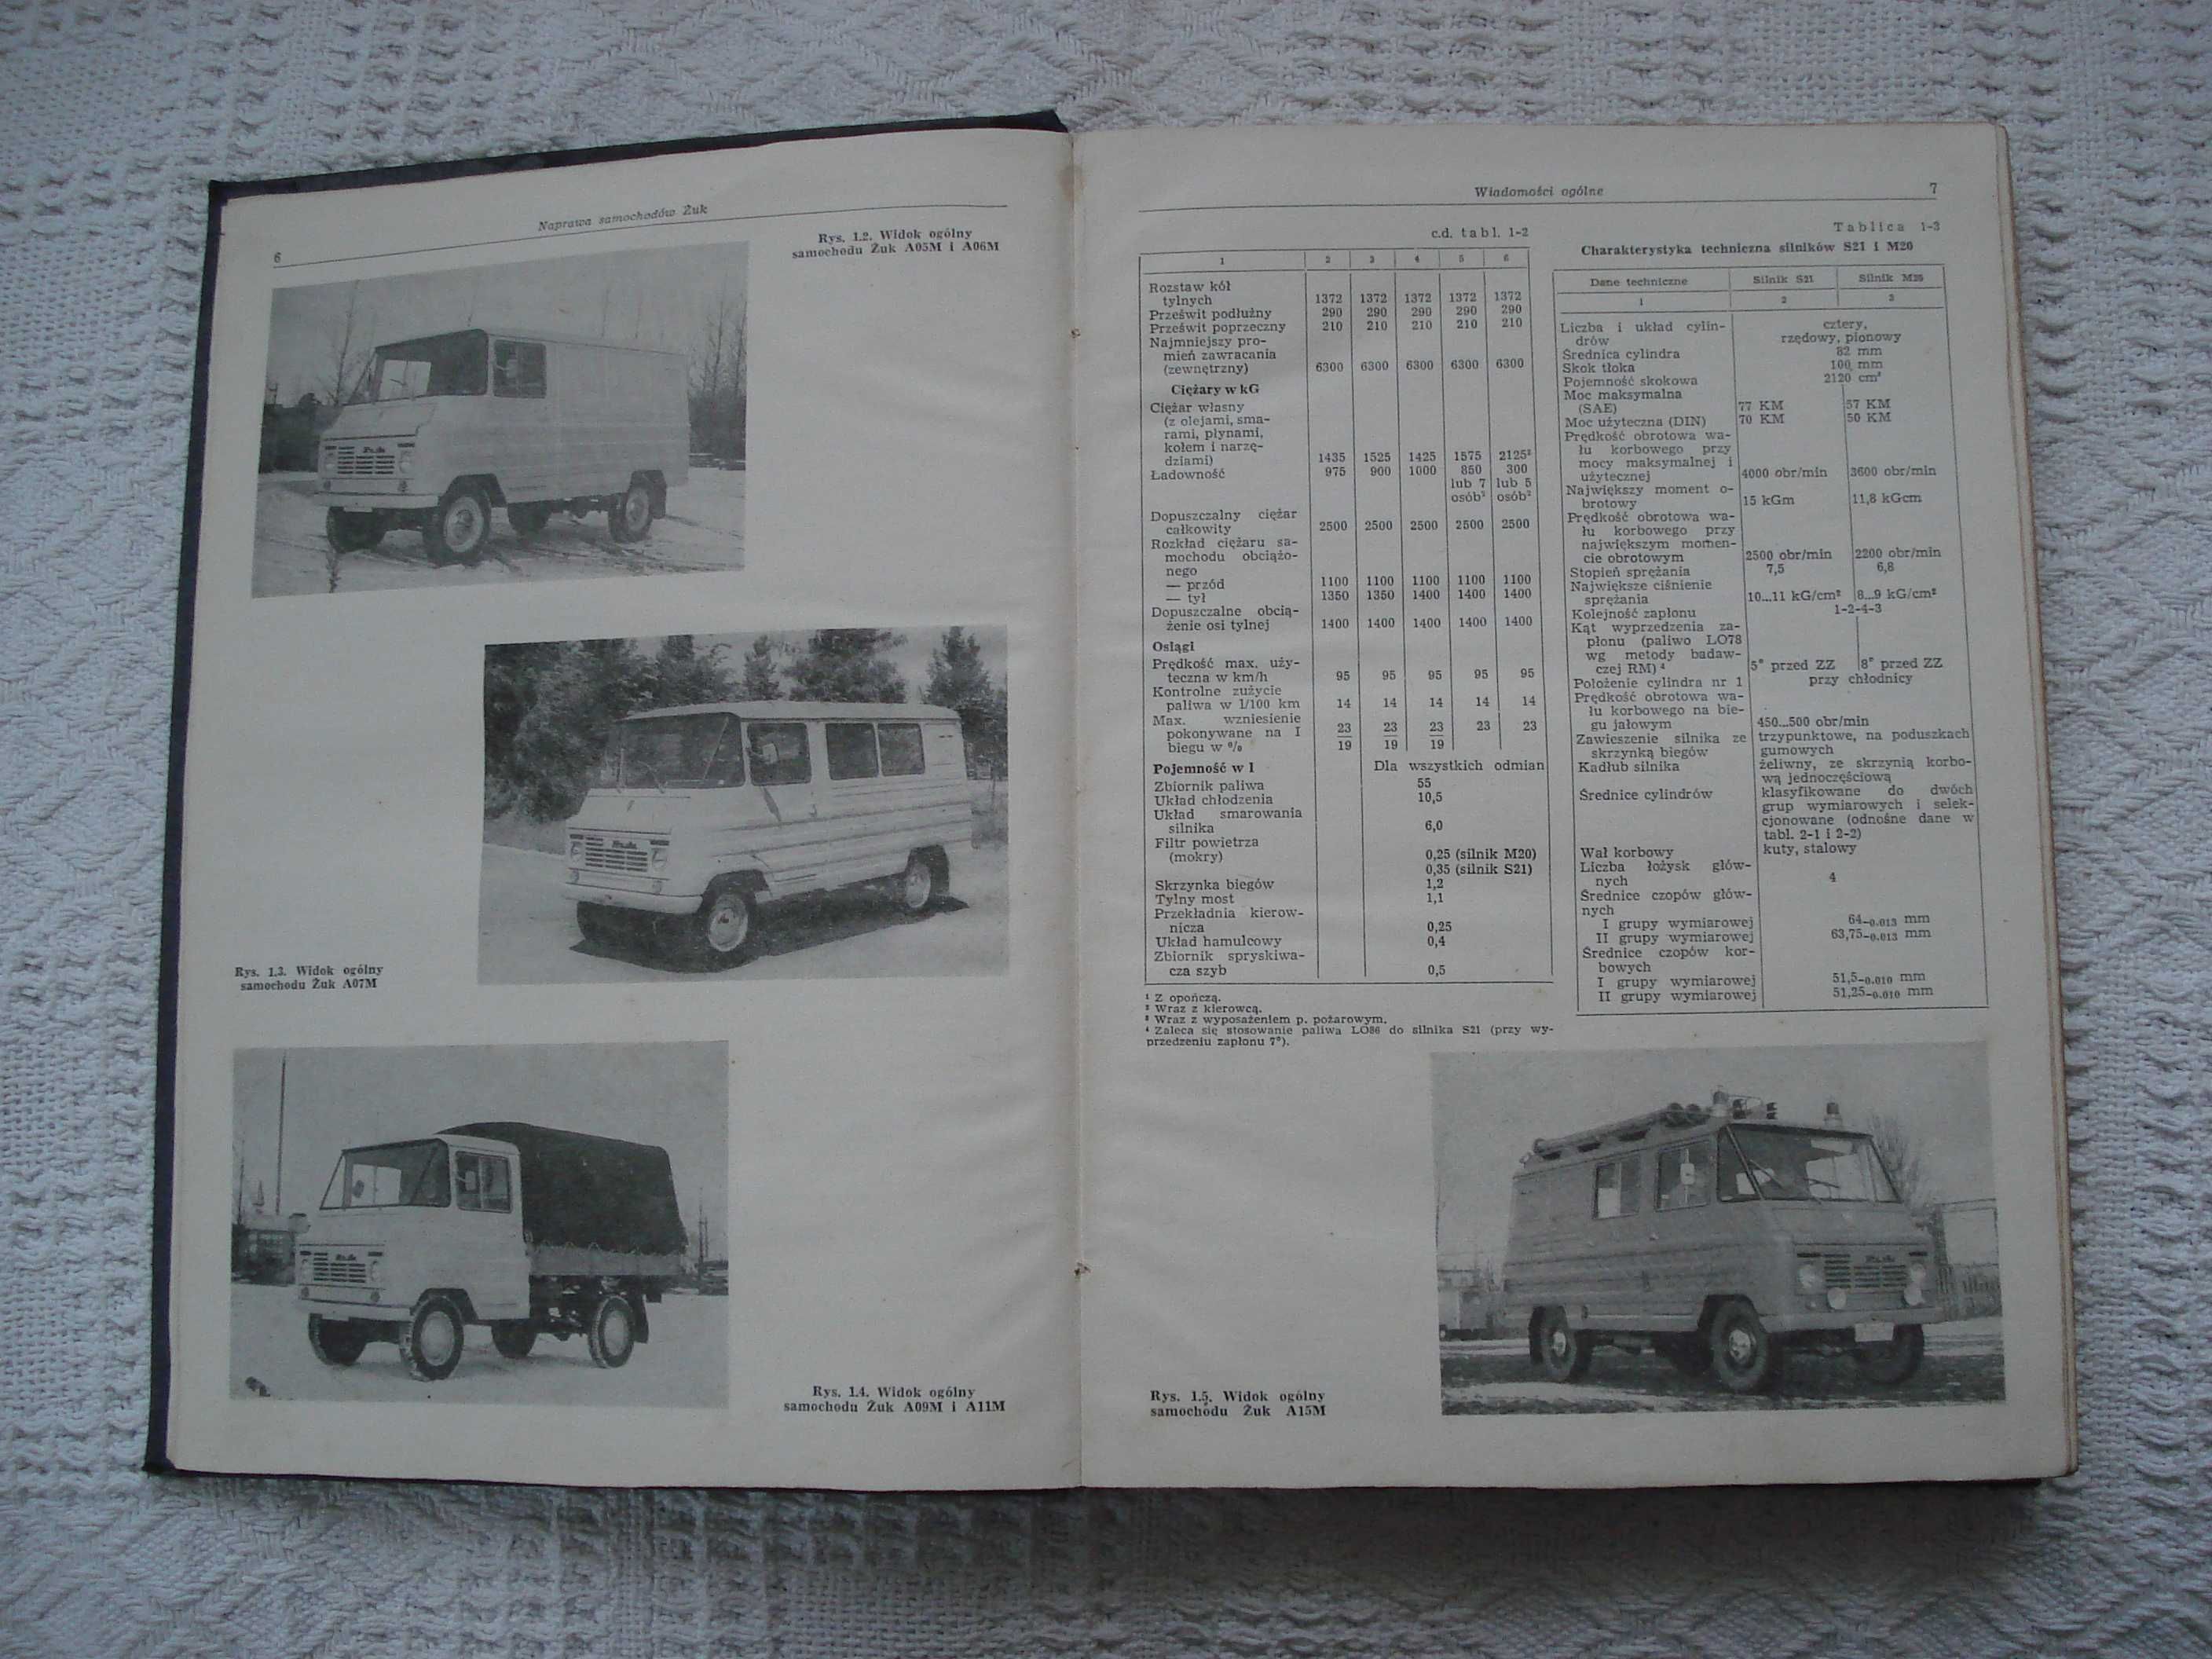 6
Naprawa samochodów Żuk
Rys. 1.2. Widok ogólny
samochodu Żuk A05M i A06M
Rys. 1.3. Widok ogólny
samochodu Żuk A07M
Rys. 1.4. Widok ogólny
samochodu Żuk A09M i A11M
Wiadomości ogólne 7
c.d. tabl. 1-2
1 2 3 4 5 6
Rozstaw kół
tylnych 1372 1372 1372 1372 1372
Prześwit podłużny 290 290 290 290 290
Prześwit poprzeczny 210 210 210 210 210
Najmniejszy pro-
mień zawracania
(zewnętrzny) 6300 6300 6300 6300 6300
Ciężary w kG
Ciężar własny
(z olejami, sma-
rami, płynami,
kołem i narzę-
dziami) 1435 1525 1425 1575 2125³
Ładowność 975 900 1000 850 300
lub 7 lub 5
osób² osób²
Dopuszczalny ciężar
całkowity 2500 2500 2500 2500 2500
Rozkład ciężaru sa-
mochodu obciążo-
nego
— przód 1100 1100 1100 1100 1100
— tył 1350 1350 1400 1400 1400
Dopuszczalne obcią-
żenie osi tylnej 1400 1400 1400 1400 1400
Osiągi
Prędkość max. uży-
teczna w km/h 95 95 95 95 95
Kontrolne zużycie
paliwa w l/100 km 14 14 14 14 14
Max. wzniesienie
pokonywane na I 23 23 23 23 23
biegu w % 19 19 19
Pojemność w l Dla wszystkich odmian
Zbiornik paliwa 55
Układ chłodzenia 10,5
Układ smarowania
silnika 6,0
Filtr powietrza
(mokry) 0,25 (silnik M20)
0,35 (silnik S21)
Skrzynka biegów 1,2
Tylny most 1,1
Przekładnia kierow-
nicza 0,25
Układ hamulcowy 0,4
Zbiornik spryskiwa-
cza szyb 0,5
¹ Z opończą.
² Wraz z kierowcą.
³ Wraz z wyposażeniem p. pożarowym.
⁴ Zaleca się stosowanie paliwa LO86 do silnika S21 (przy wy-
przedzeniu zapłonu 7°).
Tablica 1-3
Charakterystyka techniczna silników S21 i M20
Dane techniczne Silnik S21 Silnik M20
1 2 3
Liczba i układ cylin- cztery,
drów rzędowy, pionowy
Średnica cylindra 82 mm
Skok tłoka 100 mm
Pojemność skokowa 2120 cm³
Moc maksymalna
(SAE) 77 KM 57 KM
Moc użyteczna (DIN) 70 KM 50 KM
Prędkość obrotowa wa-
łu korbowego przy
mocy maksymalnej i
użytecznej 4000 obr/min 3600 obr/min
Największy moment o-
brotowy 15 kGm 11,8 kGcm
Prędkość obrotowa wa-
łu korbowego przy
największym momen-
cie obrotowym 2500 obr/min 2200 obr/min
Stopień sprężania 7,5 6,8
Największe ciśnienie
sprężania 10...11 kG/cm² 8...9 kG/cm²
Kolejność zapłonu 1-2-4-3
Kąt wyprzedzenia za-
płonu (paliwo LO78
wg metody badaw-
czej RM)⁴ 5° przed ZZ 8° przed ZZ
Położenie cylindra nr 1 przy chłodnicy
Prędkość obrotowa wa-
łu korbowego na bie-
gu jałowym 450...500 obr/min
Zawieszenie silnika ze trzypunktowe, na poduszkach
skrzynką biegów gumowych
Kadłub silnika żeliwny, ze skrzynią korbo-
wą jednoczęściową
Średnice cylindrów klasyfikowane do dwóch
grup wymiarowych i selek-
cjonowane (odnośne dane w
tabl. 2-1 i 2-2)
Wał korbowy kuty, stalowy
Liczba łożysk głów-
nych 4
Średnice czopów głów-
nych
I grupy wymiarowej 64₋₀.₀₁₃ mm
II grupy wymiarowej 63,75₋₀.₀₁₃ mm
Średnice czopów kor-
bowych
I grupy wymiarowej 51,5₋₀.₀₁₀ mm
II grupy wymiarowej 51,25₋₀.₀₁₀ mm
Rys. 1.5. Widok ogólny
samochodu Żuk A15M